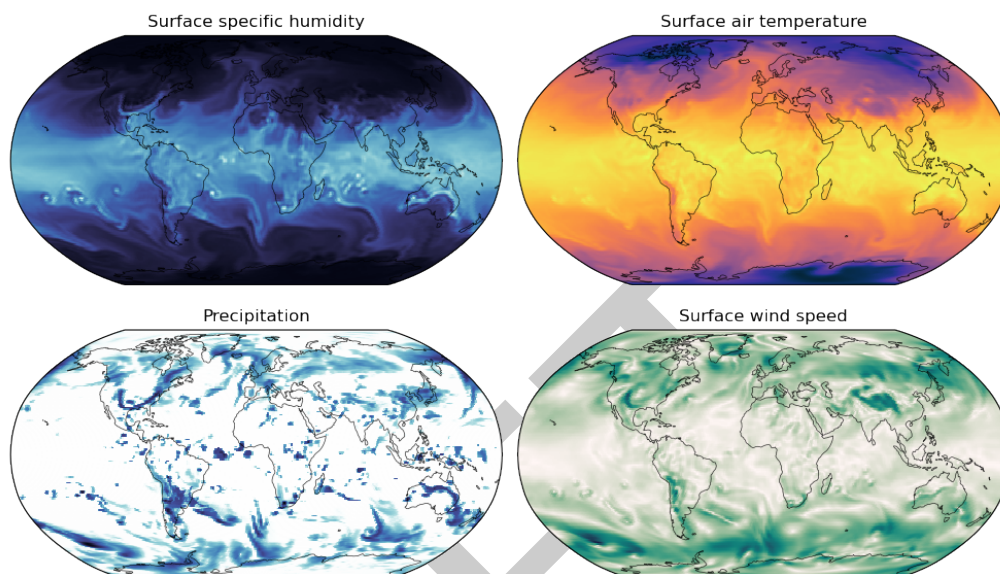 Surface specific humidity
Surface air temperature
Precipitation
Surface wind speed